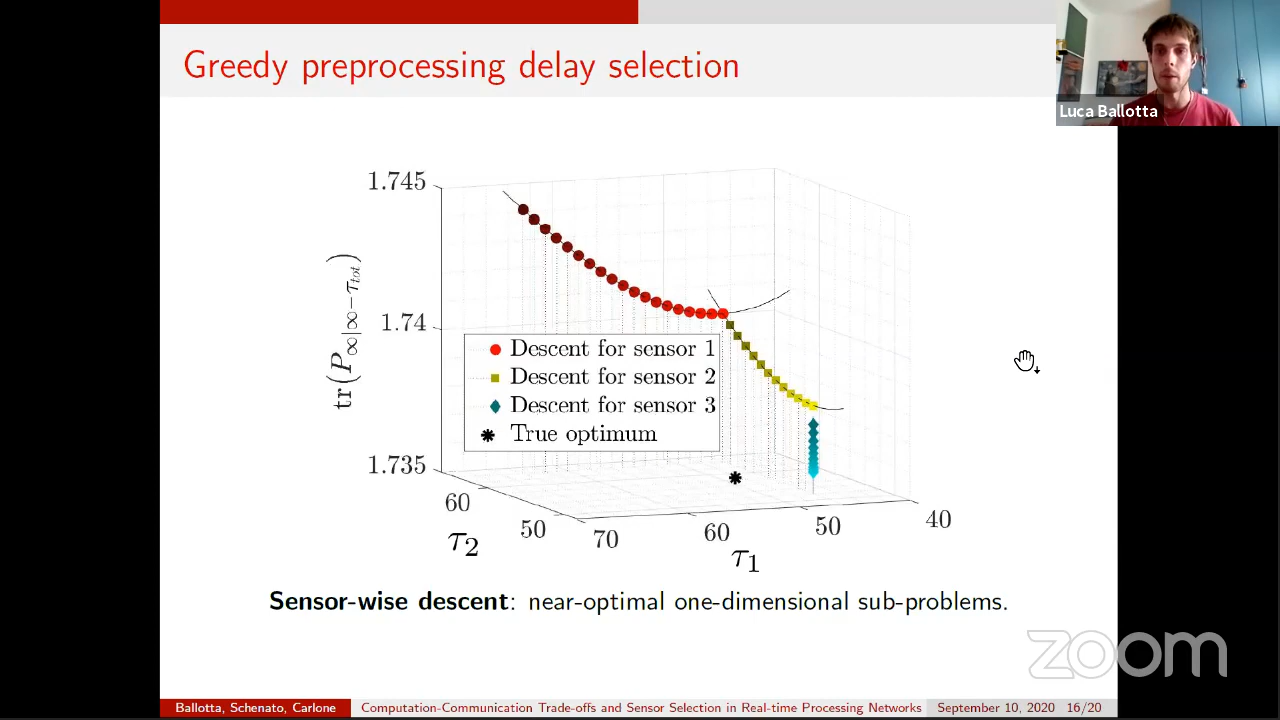 Greedy preprocessing delay selection
Luca Ballotta
1.745
1.74
1.735
tr(P∞|∞−τtot)
Descent for sensor 1
Descent for sensor 2
Descent for sensor 3
True optimum
60
50
τ2
70
60
50
40
τ1
Sensor-wise descent: near-optimal one-dimensional sub-problems.
zoom
Ballotta, Schenato, Carlone
Computation-Communication Trade-offs and Sensor Selection in Real-time Processing Networks
September 10, 2020
16/20